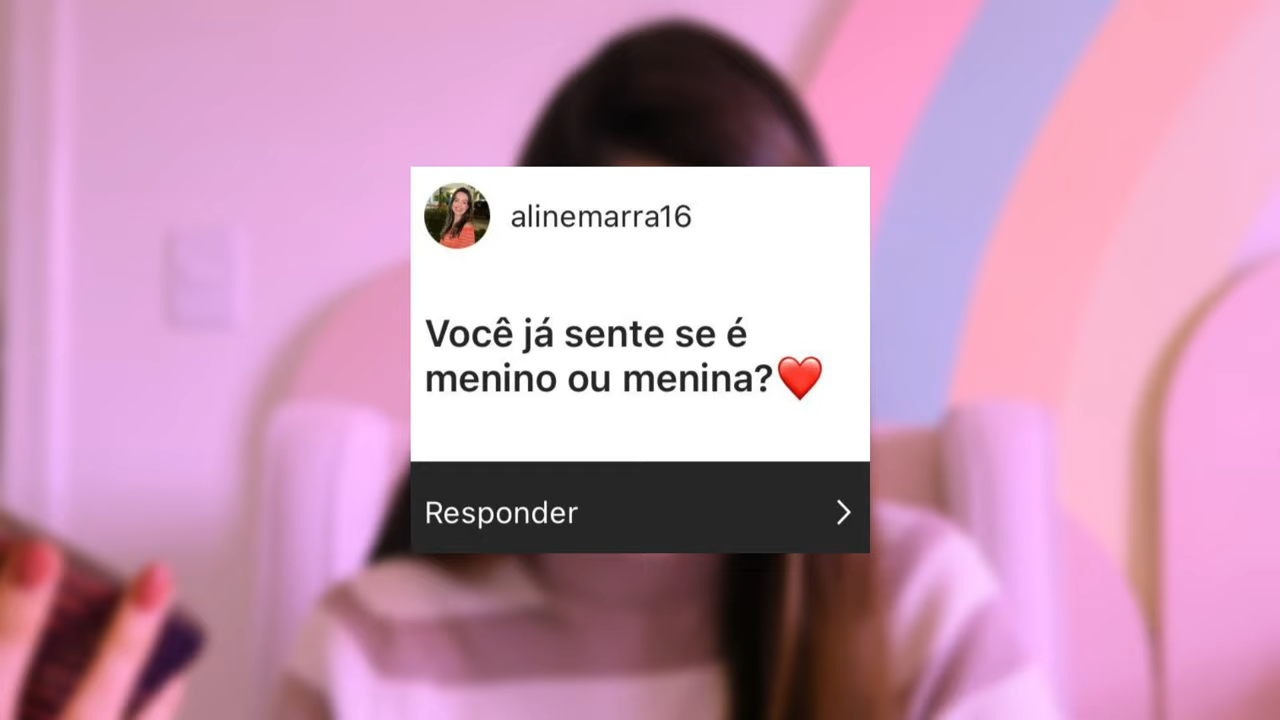 alinemarra16
Você já sente se é
menino ou menina?❤️
Responder